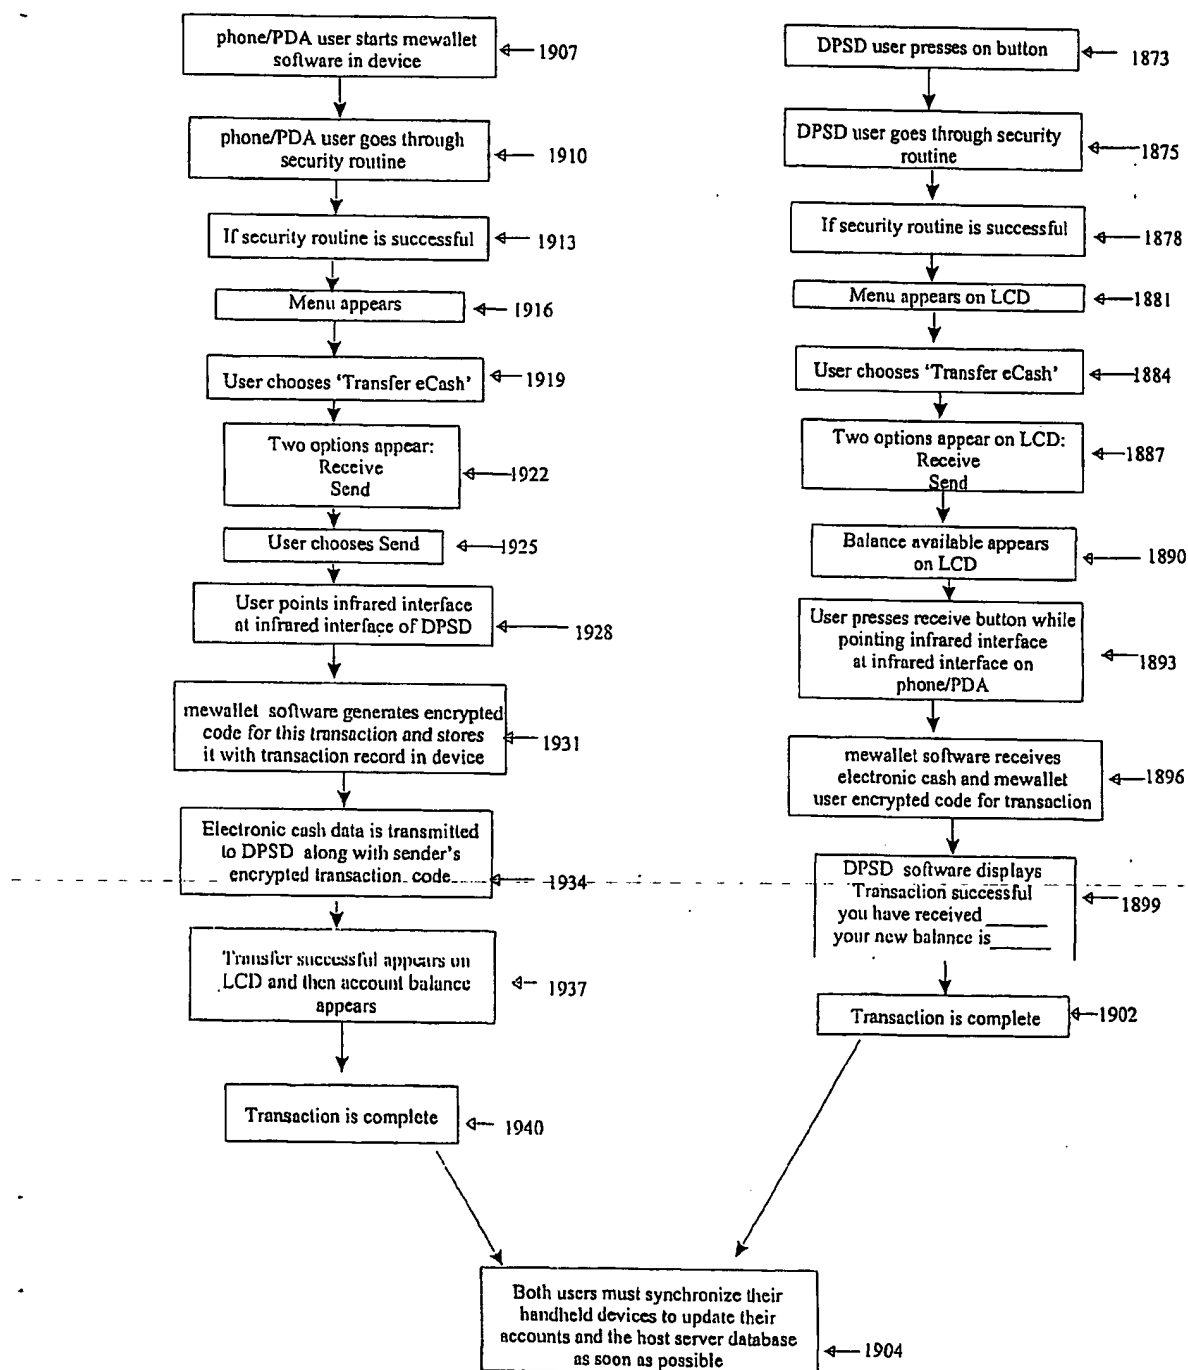 phone/PDA user starts mewallet
software in device
1907
phone/PDA user goes through
security routine
1910
If security routine is successful
1913
Menu appears
1916
User chooses 'Transfer eCash'
1919
Two options appear:
Receive
Send
1922
User chooses Send
1925
User points infrared interface
at infrared interface of DPSD
1928
mewallet software generates encrypted
code for this transaction and stores
it with transaction record in device
1931
Electronic cash data is transmitted
to DPSD along with sender's
encrypted transaction code
1934
Transfer successful appears on
LCD and then account balance
appears
1937
Transaction is complete
1940
DPSD user presses on button
1873
DPSD user goes through security
routine
1875
If security routine is successful
1878
Menu appears on LCD
1881
User chooses 'Transfer eCash'
1884
Two options appear on LCD:
Receive
Send
1887
Balance available appears
on LCD
1890
User presses receive button while
pointing infrared interface
at infrared interface on
phone/PDA
1893
mewallet software receives
electronic cash and mewallet
user encrypted code for transaction
1896
DPSD software displays
Transaction successful
you have received ______
your new balance is ______
1899
Transaction is complete
1902
Both users must synchronize their
handheld devices to update their
accounts and the host server database
as soon as possible
1904